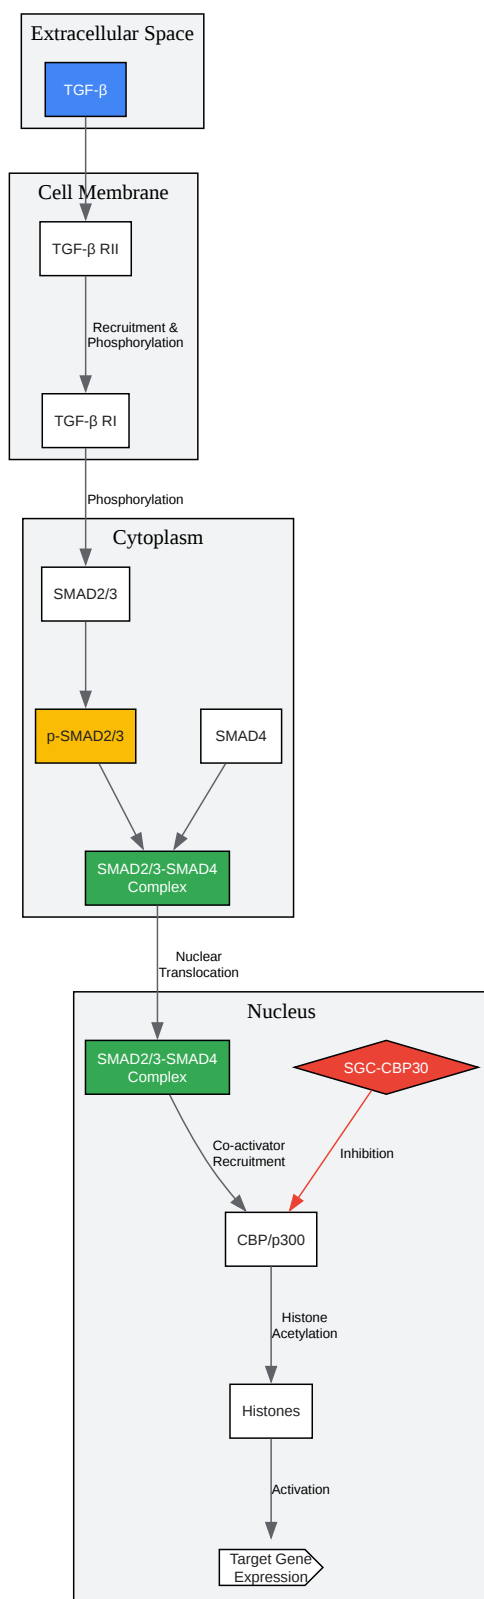 Extracellular Space
TGF-β
Cell Membrane
TGF-β RII
Recruitment &
Phosphorylation
TGF-β RI
Phosphorylation
Cytoplasm
SMAD2/3
p-SMAD2/3
SMAD4
SMAD2/3-SMAD4
Complex
Nuclear
Translocation
Nucleus
SMAD2/3-SMAD4
Complex
SGC-CBP30
Co-activator
Recruitment
Inhibition
CBP/p300
Histone
Acetylation
Histones
Activation
Target Gene
Expression